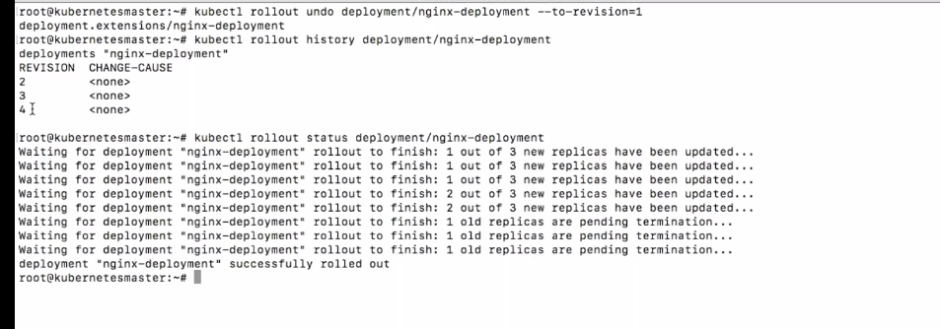 root@kubernetesmaster:~# kubectl rollout undo deployment/nginx-deployment --to-revision=1
deployment.extensions/nginx-deployment
root@kubernetesmaster:~# kubectl rollout history deployment/nginx-deployment
deployments "nginx-deployment"
REVISION  CHANGE-CAUSE
2         <none>
3         <none>
4         <none>
root@kubernetesmaster:~# kubectl rollout status deployment/nginx-deployment
Waiting for deployment "nginx-deployment" rollout to finish: 1 out of 3 new replicas have been updated...
Waiting for deployment "nginx-deployment" rollout to finish: 1 out of 3 new replicas have been updated...
Waiting for deployment "nginx-deployment" rollout to finish: 1 out of 3 new replicas have been updated...
Waiting for deployment "nginx-deployment" rollout to finish: 2 out of 3 new replicas have been updated...
Waiting for deployment "nginx-deployment" rollout to finish: 2 out of 3 new replicas have been updated...
Waiting for deployment "nginx-deployment" rollout to finish: 1 old replicas are pending termination...
Waiting for deployment "nginx-deployment" rollout to finish: 1 old replicas are pending termination...
Waiting for deployment "nginx-deployment" rollout to finish: 1 old replicas are pending termination...
deployment "nginx-deployment" successfully rolled out
root@kubernetesmaster:~#